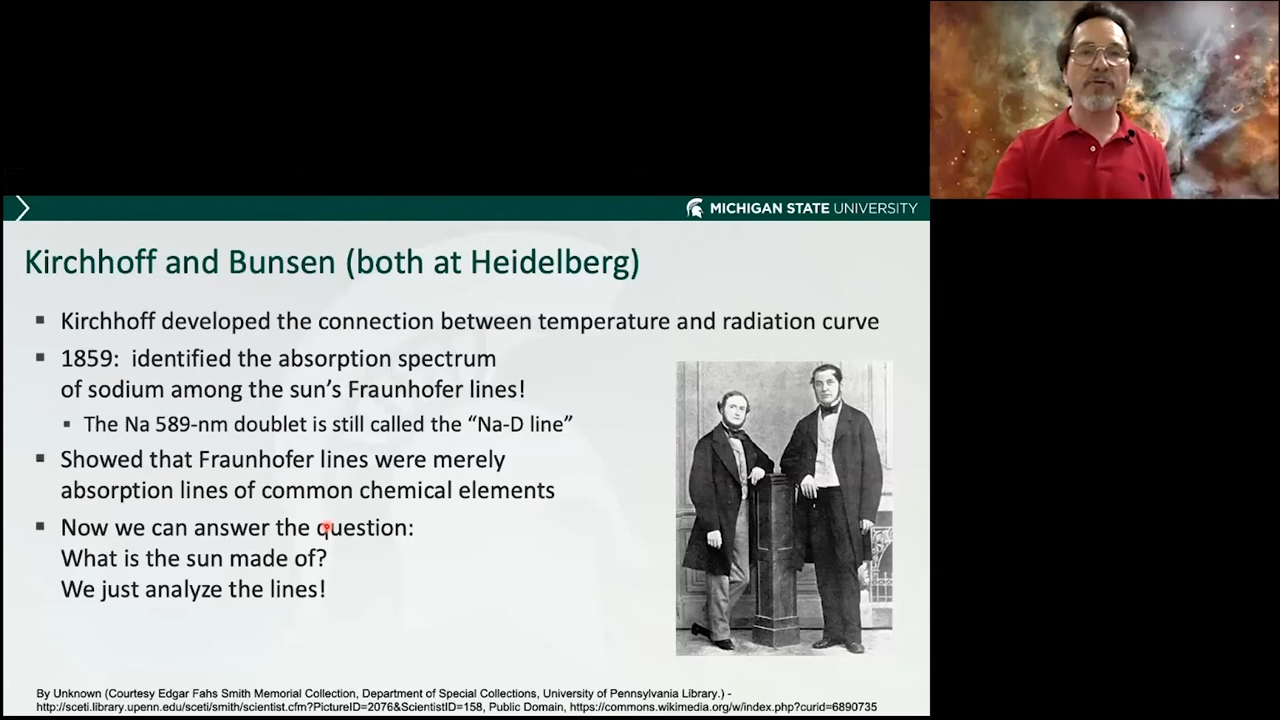 MICHIGAN STATE UNIVERSITY
Kirchhoff and Bunsen (both at Heidelberg)
▪ Kirchhoff developed the connection between temperature and radiation curve
▪ 1859: identified the absorption spectrum
of sodium among the sun’s Fraunhofer lines!
▪ The Na 589-nm doublet is still called the “Na-D line”
▪ Showed that Fraunhofer lines were merely
absorption lines of common chemical elements
▪ Now we can answer the question:
What is the sun made of?
We just analyze the lines!
By Unknown (Courtesy Edgar Fahs Smith Memorial Collection, Department of Special Collections, University of Pennsylvania Library.) -
http://sceti.library.upenn.edu/sceti/smith/scientist.cfm?PictureID=2076&ScientistID=158, Public Domain, https://commons.wikimedia.org/w/index.php?curid=6890735